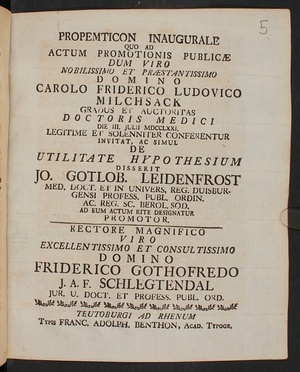 5
PROPEMTICON INAUGURALE
QUO AD
ACTUM PROMOTIONIS PUBLICÆ
DUM VIRO
NOBILISSIMO ET PRÆSTANTISSIMO
DOMINO
CAROLO FRIDERICO LUDOVICO
MILCHSACK
GRADUS ET AUCTORITAS
DOCTORIS MEDICI
DIE III. JULII MDCCLXXI.
LEGITIME ET SOLENNITER CONFERENTUR
INVITAT, AC SIMUL
DE
UTILITATE HYPOTHESIUM
DISSERIT
JO. GOTLOB. LEIDENFROST
MED. DOCT. ET IN UNIVERS. REG. DUISBUR-
GENSI PROFESS. PUBL. ORDIN.
AC. REG. SC. BEROL. SOD.
AD EUM ACTUM RITE DESIGNATUR
PROMOTOR.
RECTORE MAGNIFICO
VIRO
EXCELLENTISSIMO ET CONSULTISSIMO
DOMINO
FRIDERICO GOTHOFREDO
J. A. F. SCHLEGTENDAL
JUR. U. DOCT. ET PROFESS. PUBL. ORD.
TEUTOBURGI AD RHENUM
TYPIS FRANC. ADOLPH. BENTHON, ACAD. TYPOGR.